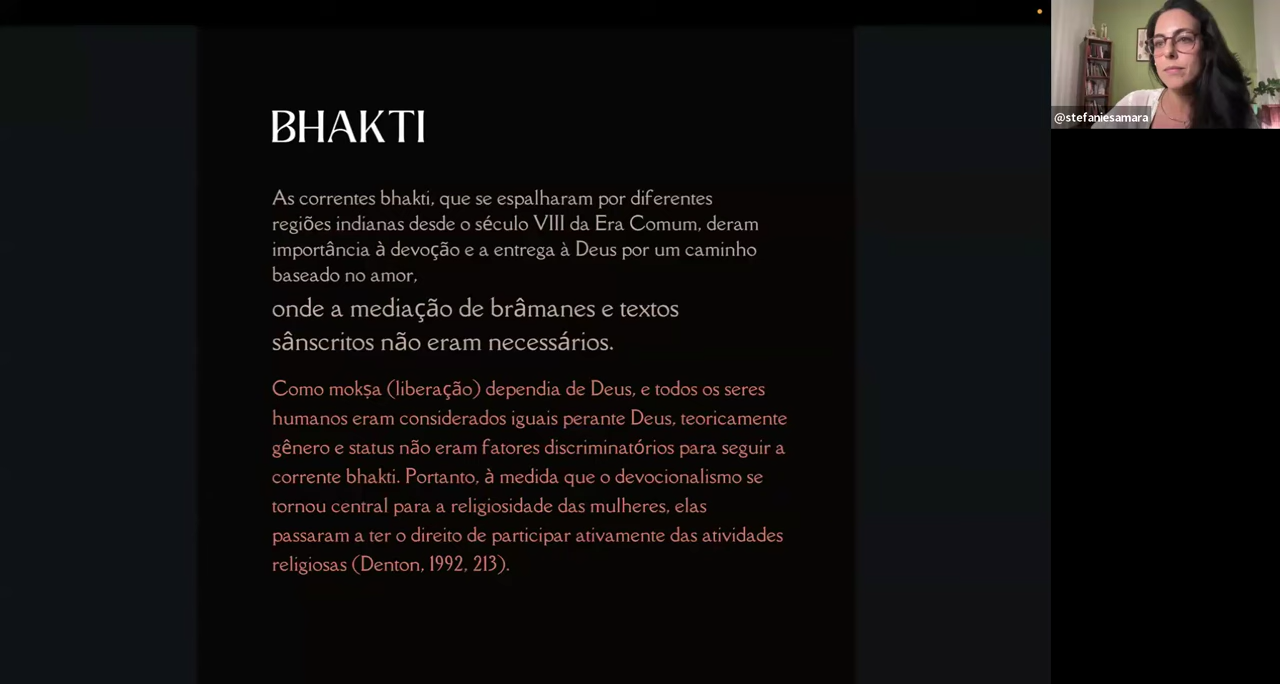 BHAKTI
As correntes bhakti, que se espalharam por diferentes
regiões indianas desde o século VIII da Era Comum, deram
importância à devoção e a entrega à Deus por um caminho
baseado no amor,
onde a mediação de brâmanes e textos
sânscritos não eram necessários.
Como mokṣa (liberação) dependia de Deus, e todos os seres
humanos eram considerados iguais perante Deus, teoricamente
gênero e status não eram fatores discriminatórios para seguir a
corrente bhakti. Portanto, à medida que o devocionalismo se
tornou central para a religiosidade das mulheres, elas
passaram a ter o direito de participar ativamente das atividades
religiosas (Denton, 1992, 213).
@stefaniesamara